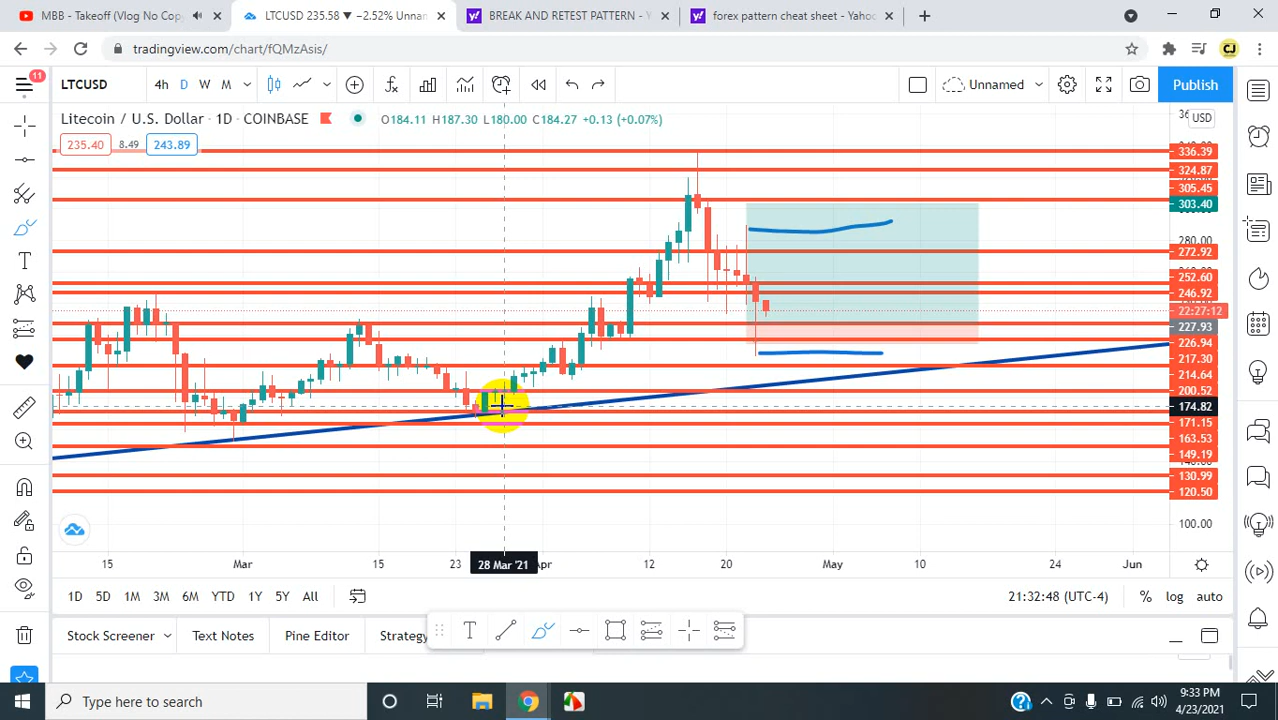 MBB - Takeoff (Vlog No Cop
LTCUSD 235.58 ▼ −2.52% Unnan
BREAK AND RETEST PATTERN - Y
forex pattern cheat sheet - Yahoo
tradingview.com/chart/fQMzAsis/
CJ
11
LTCUSD
4h D W M
Unnamed
Publish
Litecoin / U.S. Dollar · 1D · COINBASE
O184.11 H187.30 L180.00 C184.27 +0.13 (+0.07%)
235.40 8.49 243.89
USD
336.39
324.87
305.45
303.40
280.00
272.92
252.60
246.92
22:27:12
227.93
226.94
217.30
214.64
200.52
174.82
171.15
163.53
149.19
130.99
120.50
100.00
15 Mar 15 23 28 Mar '21 Apr 12 20 May 10 24 Jun
1D 5D 1M 3M 6M YTD 1Y 5Y All
21:32:48 (UTC-4) % log auto
Stock Screener Text Notes Pine Editor Strategy
Type here to search
9:33 PM
4/23/2021